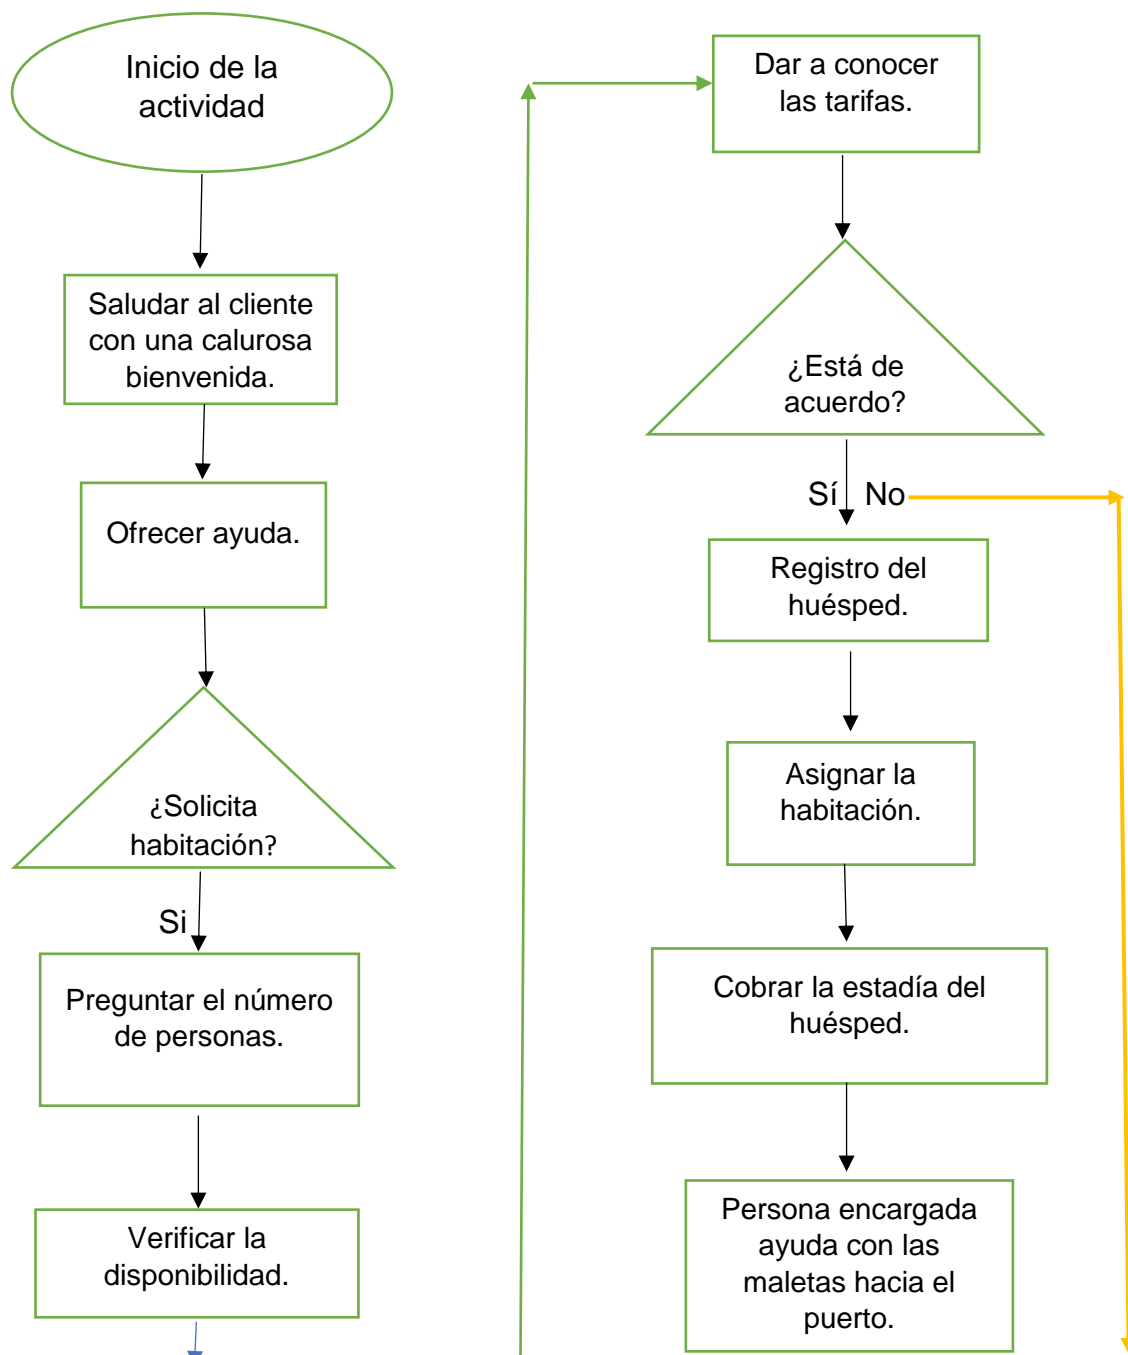 Inicio de la
actividad
Saludar al cliente
con una calurosa
bienvenida.
Ofrecer ayuda.
¿Solicita
habitación?
Si
Preguntar el número
de personas.
Verificar la
disponibilidad.
Dar a conocer
las tarifas.
¿Está de
acuerdo?
Sí No
Registro del
huésped.
Asignar la
habitación.
Cobrar la estadía del
huésped.
Persona encargada
ayuda con las
maletas hacia el
puerto.